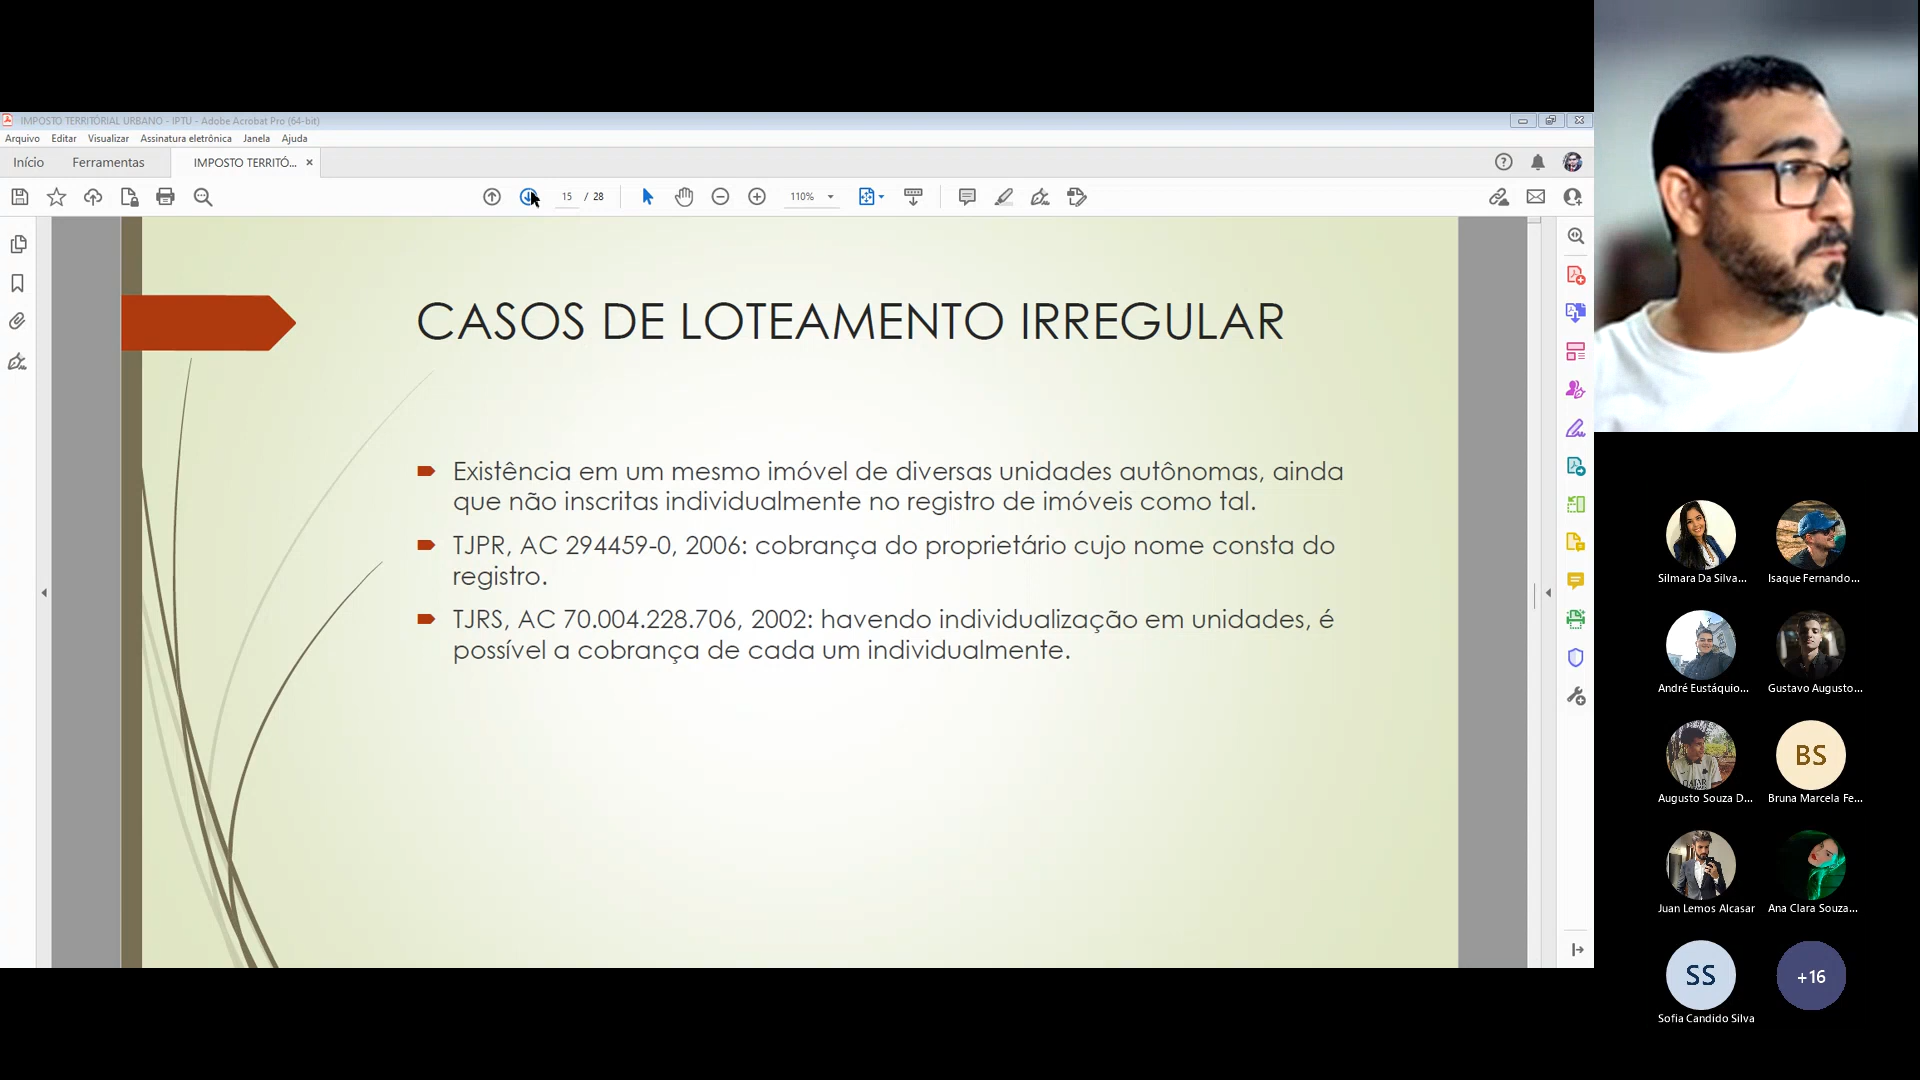 IMPOSTO TERRITÓRIAL URBANO - IPTU - Adobe Acrobat Pro (64-bit)
Arquivo Editar Visualizar Assinatura eletrônica Janela Ajuda
Início Ferramentas IMPOSTO TERRITÓ... ×
15 / 28 110%
CASOS DE LOTEAMENTO IRREGULAR
Existência em um mesmo imóvel de diversas unidades autônomas, ainda
que não inscritas individualmente no registro de imóveis como tal.
TJPR, AC 294459-0, 2006: cobrança do proprietário cujo nome consta do
registro.
TJRS, AC 70.004.228.706, 2002: havendo individualização em unidades, é
possível a cobrança de cada um individualmente.
Silmara Da Silva... Isaque Fernando...
André Eustáquio... Gustavo Augusto...
BS
Augusto Souza D... Bruna Marcela Fe...
Juan Lemos Alcasar Ana Clara Souza...
SS +16
Sofia Candido Silva